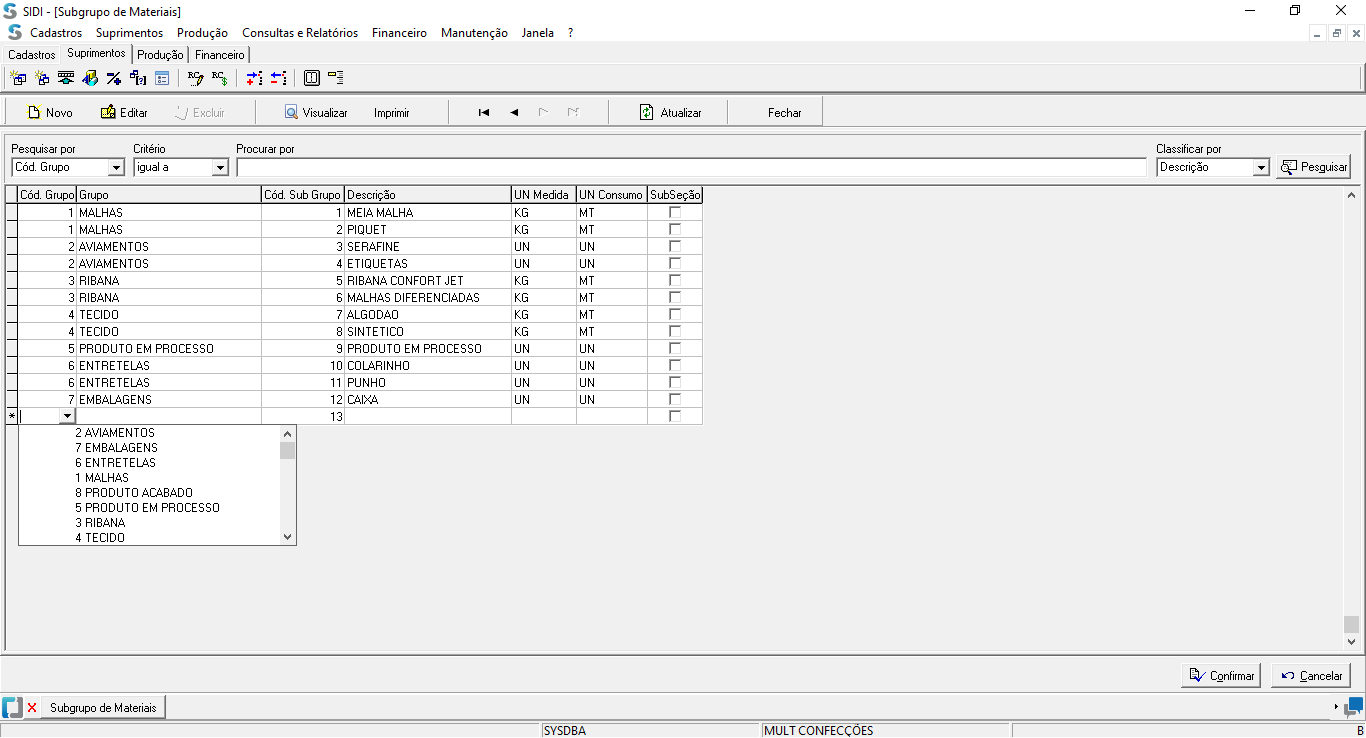 SIDI - [Subgrupo de Materiais]
Cadastros Suprimentos Produção Consultas e Relatórios Financeiro Manutenção Janela ?
Cadastros Suprimentos Produção Financeiro
Novo Editar Excluir Visualizar Imprimir Atualizar Fechar
Pesquisar por Critério Procurar por Classificar por
Cód. Grupo igual a Descrição Pesquisar
Cód. Grupo Grupo Cód. Sub Grupo Descrição UN Medida UN Consumo SubSeção
1 MALHAS 1 MEIA MALHA KG MT
1 MALHAS 2 PIQUET KG MT
2 AVIAMENTOS 3 SERAFINE UN UN
2 AVIAMENTOS 4 ETIQUETAS UN UN
3 RIBANA 5 RIBANA CONFORT JET KG MT
3 RIBANA 6 MALHAS DIFERENCIADAS KG MT
4 TECIDO 7 ALGODAO KG MT
4 TECIDO 8 SINTETICO KG MT
5 PRODUTO EM PROCESSO 9 PRODUTO EM PROCESSO UN UN
6 ENTRETELAS 10 COLARINHO UN UN
6 ENTRETELAS 11 PUNHO UN UN
7 EMBALAGENS 12 CAIXA UN UN
* 13
2 AVIAMENTOS
7 EMBALAGENS
6 ENTRETELAS
1 MALHAS
8 PRODUTO ACABADO
5 PRODUTO EM PROCESSO
3 RIBANA
4 TECIDO
Confirmar Cancelar
Subgrupo de Materiais
SYSDBA MULT CONFECÇÕES B